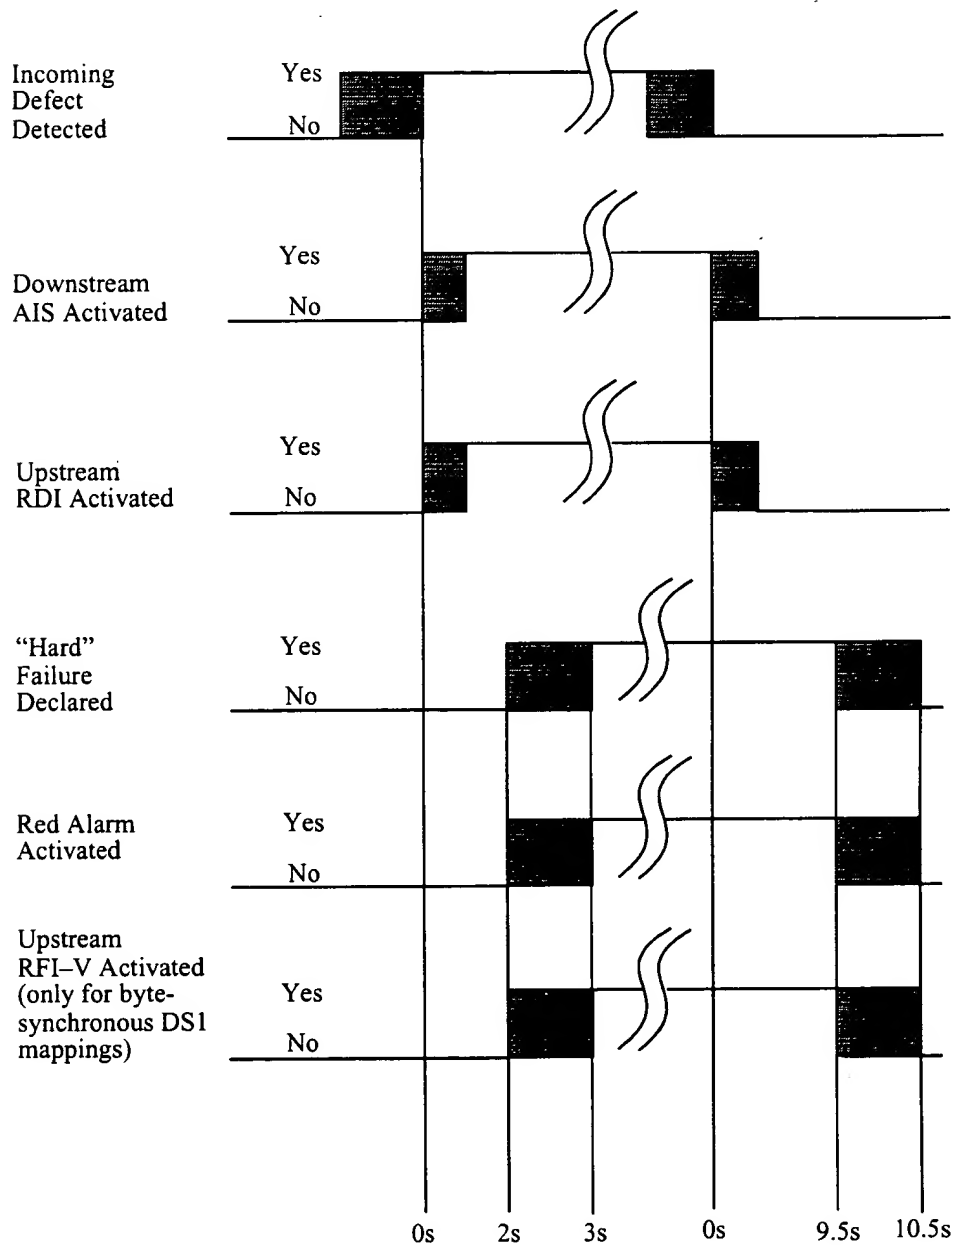 Incoming Defect Detected
Yes
No
Downstream AIS Activated
Yes
No
Upstream RDI Activated
Yes
No
“Hard” Failure Declared
Yes
No
Red Alarm Activated
Yes
No
Upstream RFI–V Activated (only for byte-synchronous DS1 mappings)
Yes
No
0s 2s 3s 0s 9.5s 10.5s